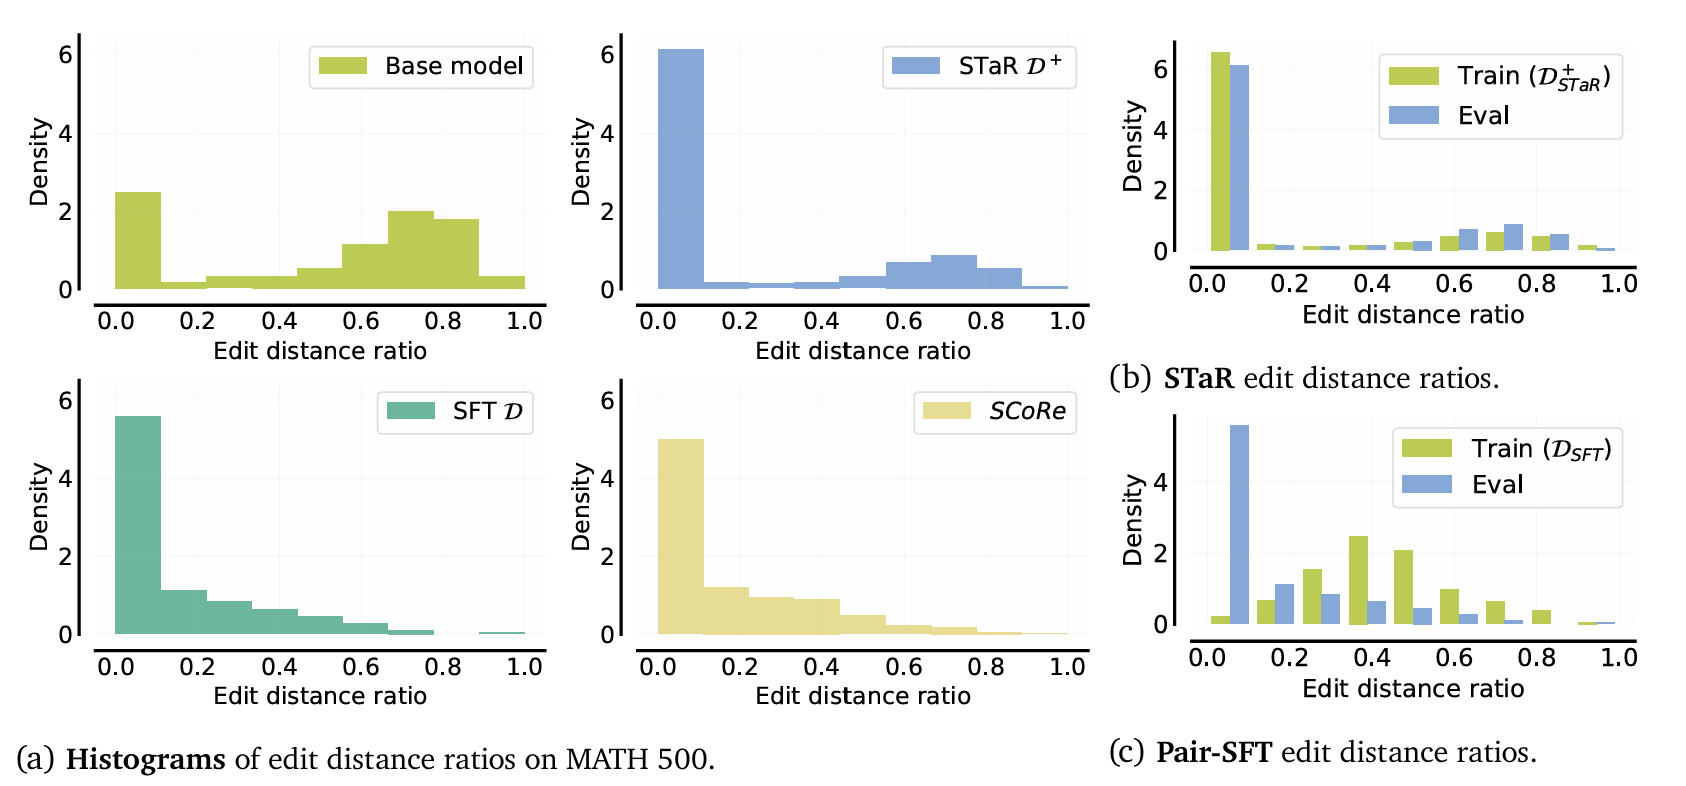 Base model
Density
6
4
2
0
0.0 0.2 0.4 0.6 0.8 1.0
Edit distance ratio
STaR 𝒟⁺
Density
6
4
2
0
0.0 0.2 0.4 0.6 0.8 1.0
Edit distance ratio
SFT 𝒟
Density
6
4
2
0
0.0 0.2 0.4 0.6 0.8 1.0
Edit distance ratio
SCoRe
Density
6
4
2
0
0.0 0.2 0.4 0.6 0.8 1.0
Edit distance ratio
(a) Histograms of edit distance ratios on MATH 500.
Train (𝒟⁺STaR)
Eval
Density
6
4
2
0
0.0 0.2 0.4 0.6 0.8 1.0
Edit distance ratio
(b) STaR edit distance ratios.
Train (𝒟SFT)
Eval
Density
4
2
0
0.0 0.2 0.4 0.6 0.8 1.0
Edit distance ratio
(c) Pair-SFT edit distance ratios.